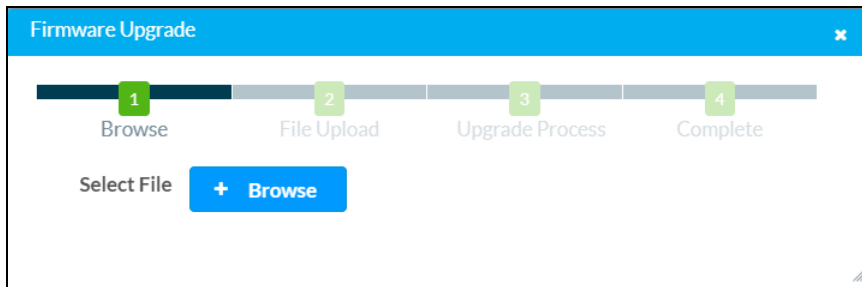 Firmware Upgrade
1 2 3 4
Browse File Upload Upgrade Process Complete
Select File + Browse